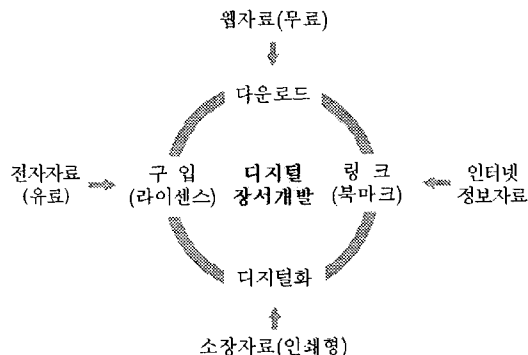 웹자료(무료)
다운로드
전자자료
(유료)
구 입
(라이센스)
디지털
장서개발
링 크
(북마크)
인터넷
정보자료
디지털화
소장자료(인쇄형)